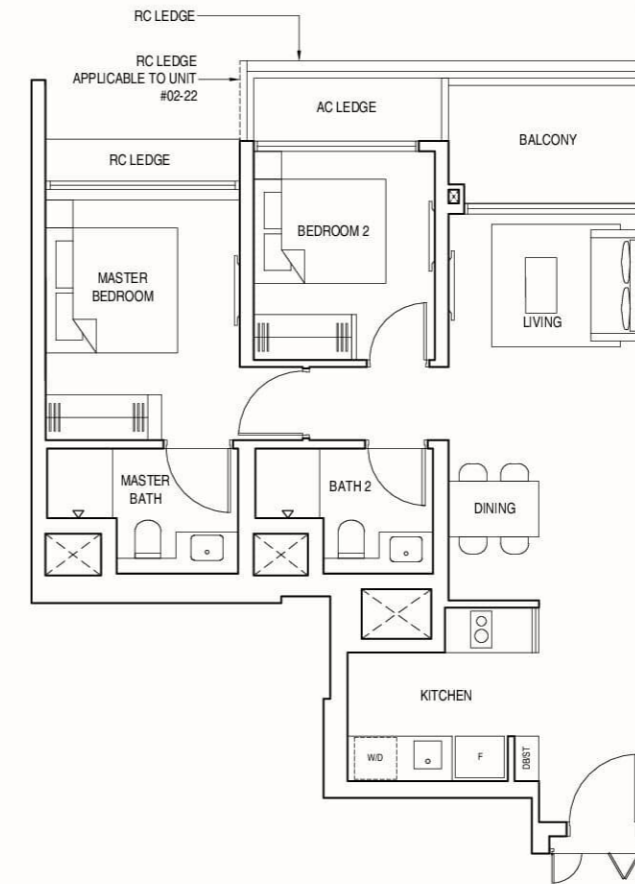 RC LEDGE
RC LEDGE
APPLICABLE TO UNIT
#02-22
AC LEDGE
BALCONY
RC LEDGE
BEDROOM 2
MASTER
BEDROOM
LIVING
MASTER
BATH
BATH 2
DINING
KITCHEN
W/D
F
DB/ST